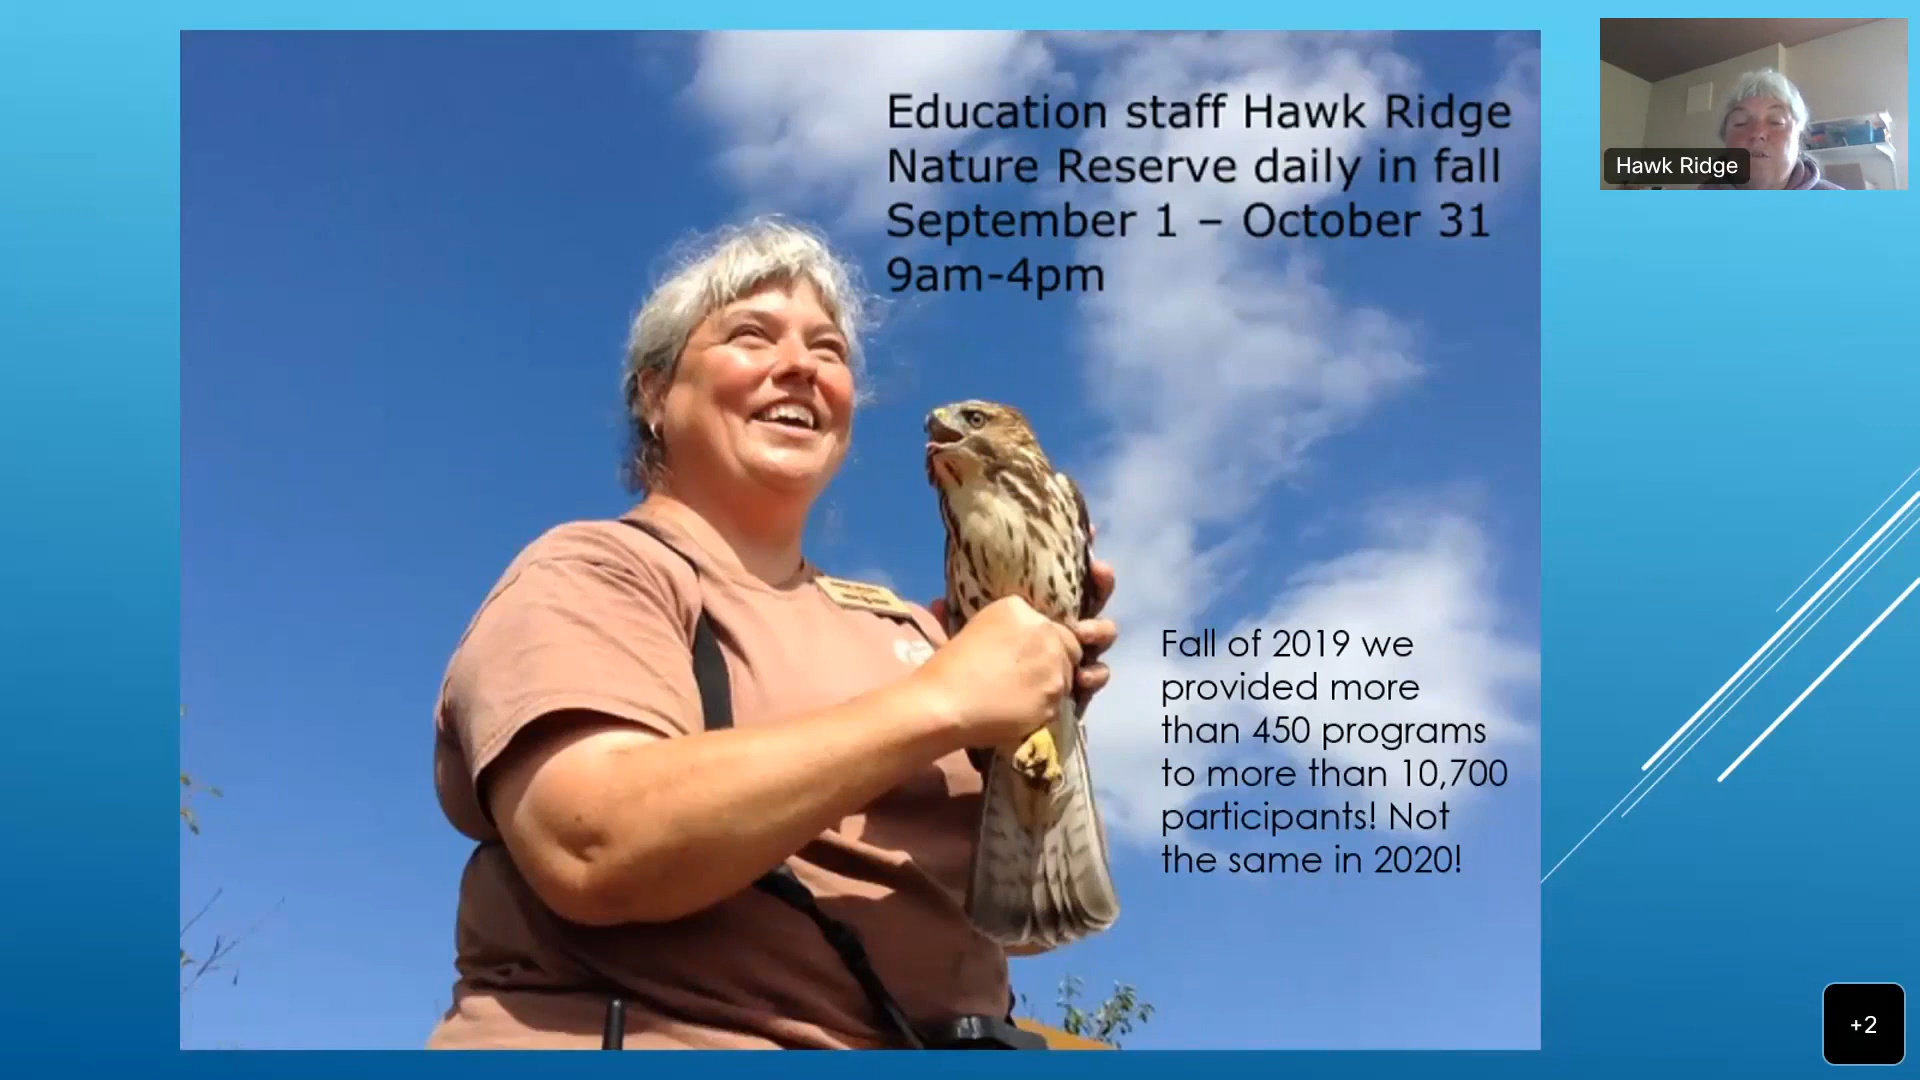 Education staff Hawk Ridge
Nature Reserve daily in fall
September 1 – October 31
9am-4pm
Hawk Ridge
Fall of 2019 we
provided more
than 450 programs
to more than 10,700
participants! Not
the same in 2020!
+2